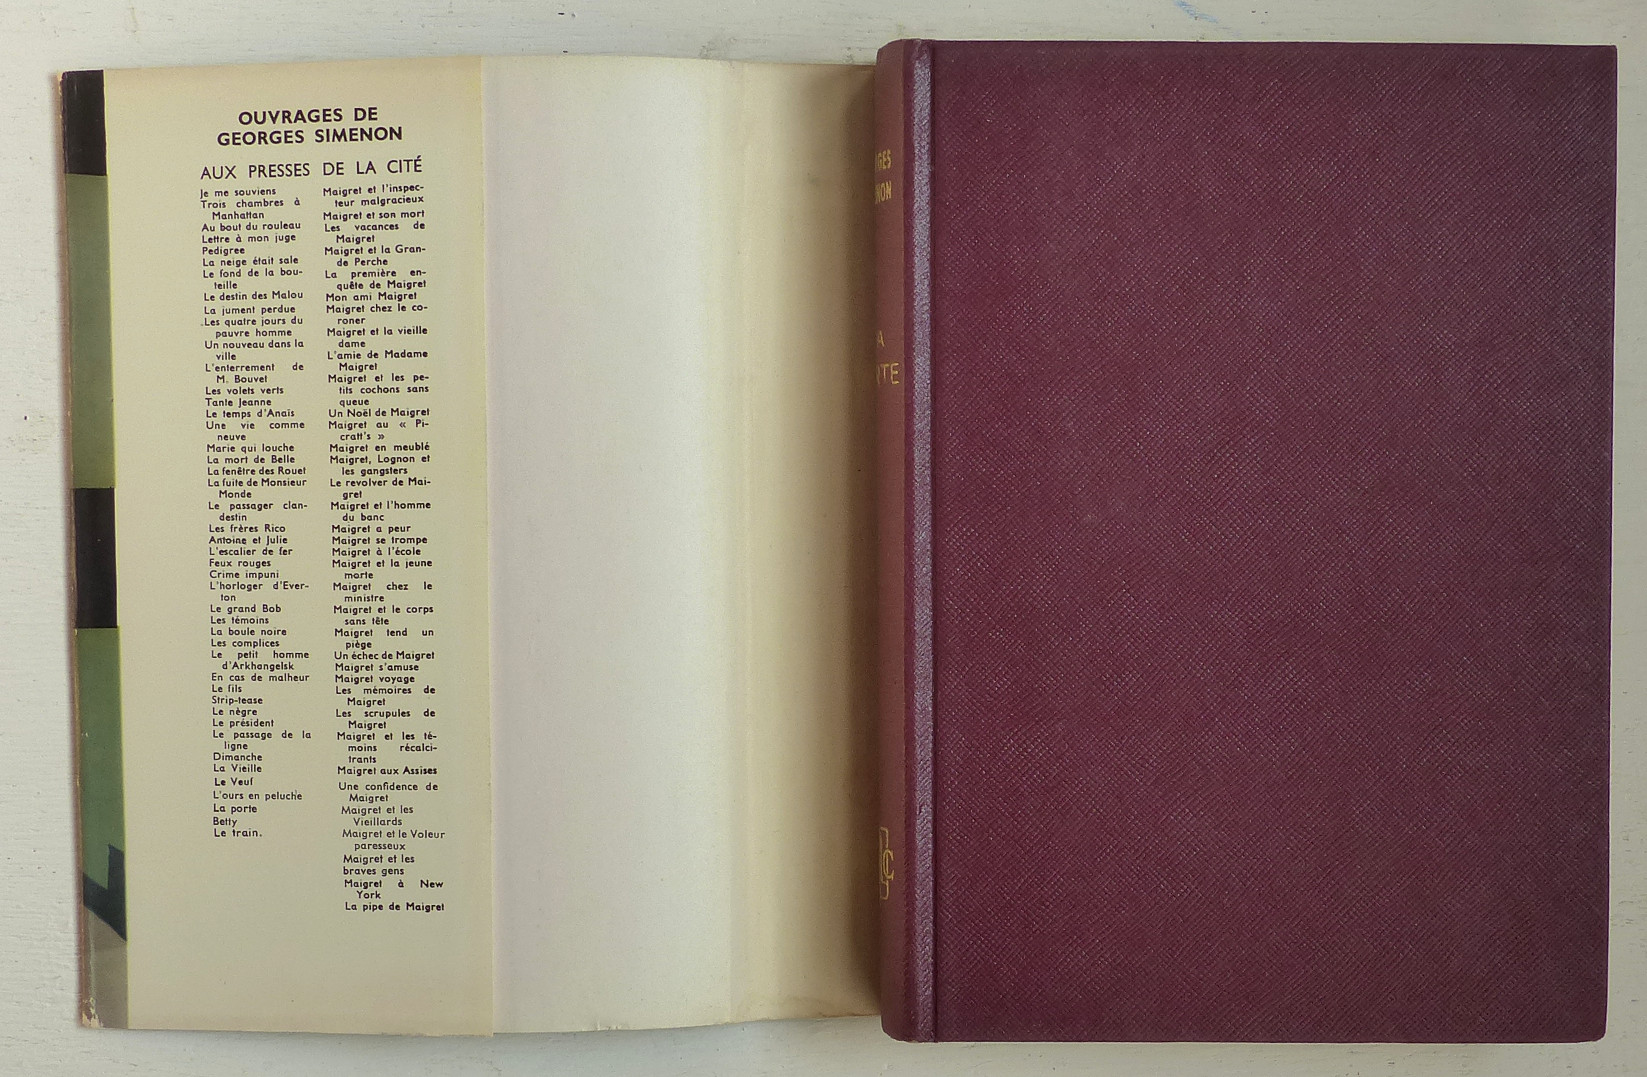 OUVRAGES DE
GEORGES SIMENON
AUX PRESSES DE LA CITÉ
Je me souviens
Trois chambres à
Manhattan
Au bout du rouleau
Lettre à mon juge
Pedigree
La neige était sale
Le fond de la bou-
teille
Le destin des Malou
La jument perdue
Les quatre jours du
pauvre homme
Un nouveau dans la
ville
L'enterrement de
M. Bouvet
Les volets verts
Tante Jeanne
Le temps d'Anaïs
Une vie comme
neuve
Marie qui louche
La mort de Belle
La fenêtre des Rouet
La fuite de Monsieur
Monde
Le passager clan-
destin
Les frères Rico
Antoine et Julie
L'escalier de fer
Feux rouges
Crime impuni
L'horloger d'Ever-
ton
Le grand Bob
Les témoins
La boule noire
Les complices
Le petit homme
d'Arkhangelsk
En cas de malheur
Le fils
Strip-tease
Le nègre
Le président
Le passage de la
ligne
Dimanche
La Vieille
Le Veuf
L'ours en peluche
La porte
Betty
Le train.
Maigret et l'inspec-
teur malgracieux
Maigret et son mort
Les vacances de
Maigret
Maigret et la Gran-
de Perche
La première en-
quête de Maigret
Mon ami Maigret
Maigret chez le co-
roner
Maigret et la vieille
dame
L'amie de Madame
Maigret
Maigret et les pe-
tits cochons sans
queue
Un Noël de Maigret
Maigret au « Pi-
cratt's »
Maigret en meublé
Maigret, Lognon et
les gangsters
Le revolver de Mai-
gret
Maigret et l'homme
du banc
Maigret a peur
Maigret se trompe
Maigret à l'école
Maigret et la jeune
morte
Maigret chez le
ministre
Maigret et le corps
sans tête
Maigret tend un
piège
Un échec de Maigret
Maigret s'amuse
Maigret voyage
Les mémoires de
Maigret
Les scrupules de
Maigret
Maigret et les té-
moins récalci-
trants
Maigret aux Assises
Une confidence de
Maigret
Maigret et les
Vieillards
Maigret et le Voleur
paresseux
Maigret et les
braves gens
Maigret à New
York
La pipe de Maigret